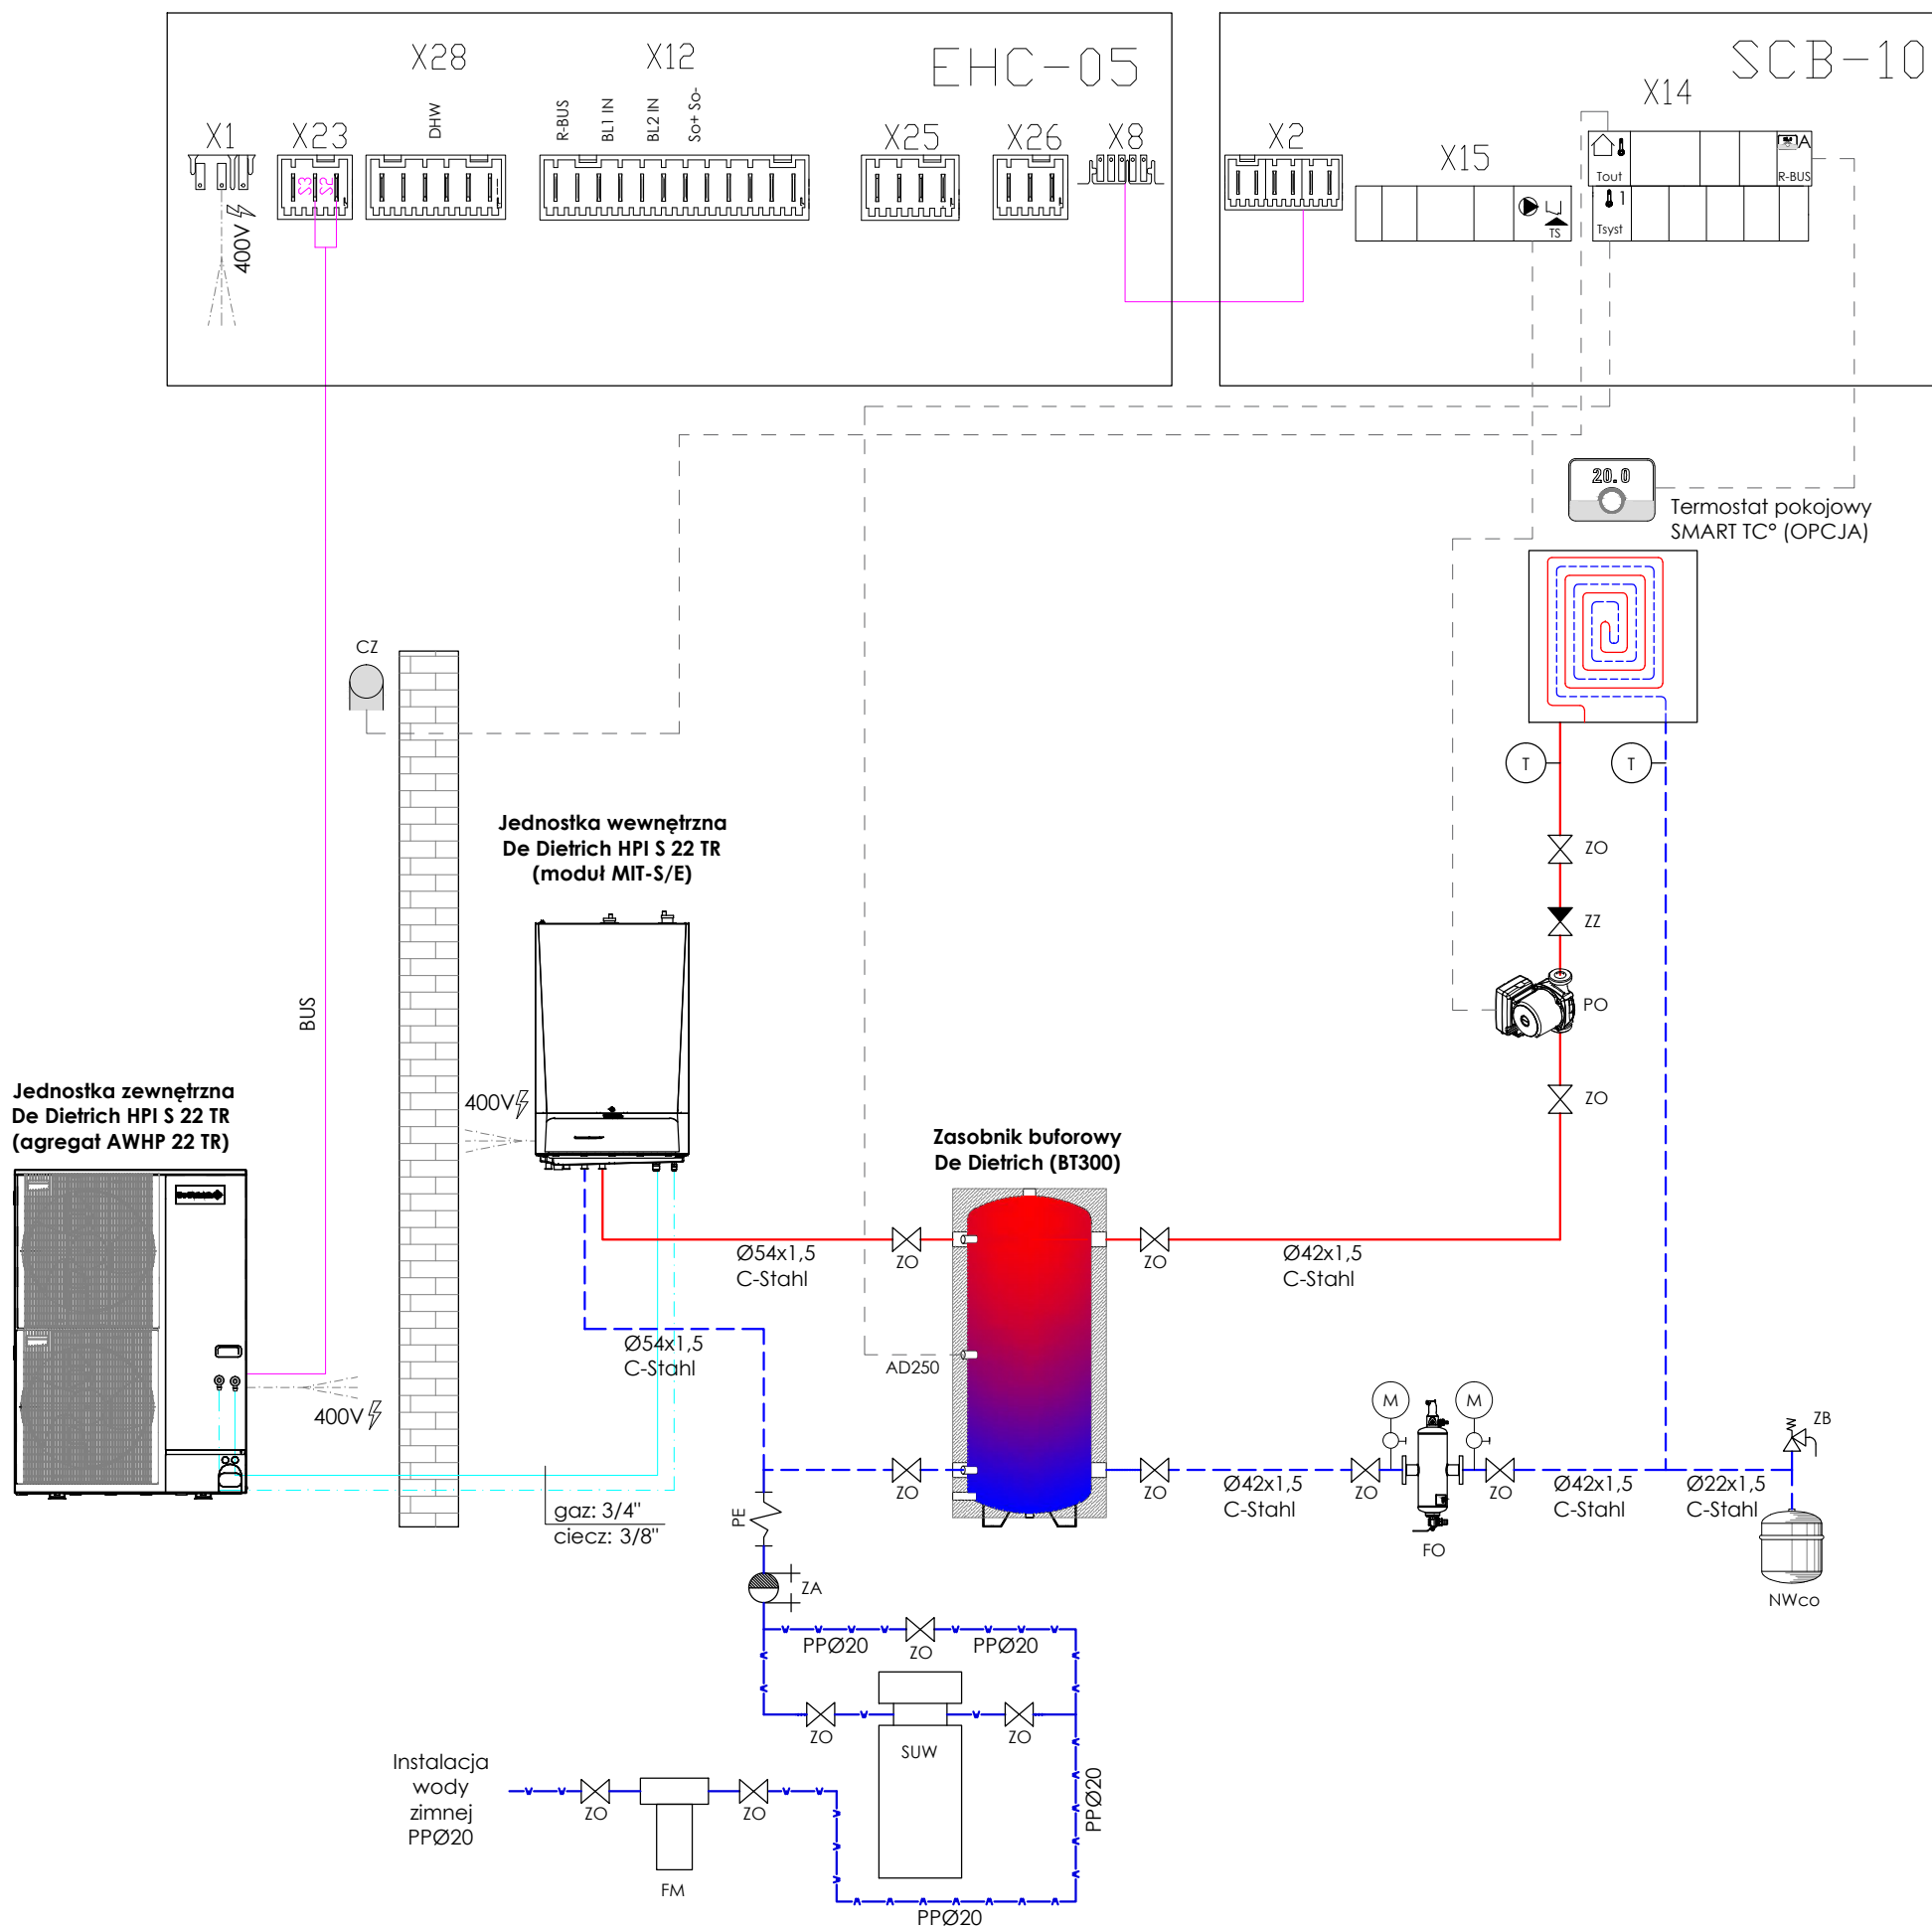 EHC-05
SCB-10
X28
X12
X14
DHW
R-BUS
BL1 IN
BL2 IN
So+ So-
X1
X23
X25
X26
X8
X2
X15
S3
S2
400V
Tout
A
R-BUS
1
Tsyst
TS
20.0
Termostat pokojowy
SMART TC° (OPCJA)
CZ
T
T
Jednostka wewnętrzna
De Dietrich HPI S 22 TR
(moduł MIT-S/E)
ZO
ZZ
PO
ZO
BUS
400V
Jednostka zewnętrzna
De Dietrich HPI S 22 TR
(agregat AWHP 22 TR)
Zasobnik buforowy
De Dietrich (BT300)
Ø54x1,5
C-Stahl
ZO
ZO
Ø42x1,5
C-Stahl
Ø54x1,5
C-Stahl
AD250
400V
M
M
ZB
ZO
ZO
Ø42x1,5
C-Stahl
ZO
ZO
Ø42x1,5
C-Stahl
Ø22x1,5
C-Stahl
gaz: 3/4"
ciecz: 3/8"
PE
FO
ZA
NWco
PPØ20
ZO
PPØ20
ZO
ZO
SUW
Instalacja
wody
zimnej
PPØ20
ZO
ZO
PPØ20
FM
PPØ20